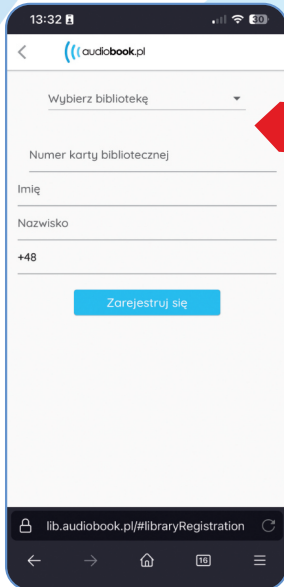 13:32
30
audiobook.pl
Wybierz bibliotekę
Numer karty bibliotecznej
Imię
Nazwisko
+48
Zarejestruj się
lib.audiobook.pl/#libraryRegistration
16